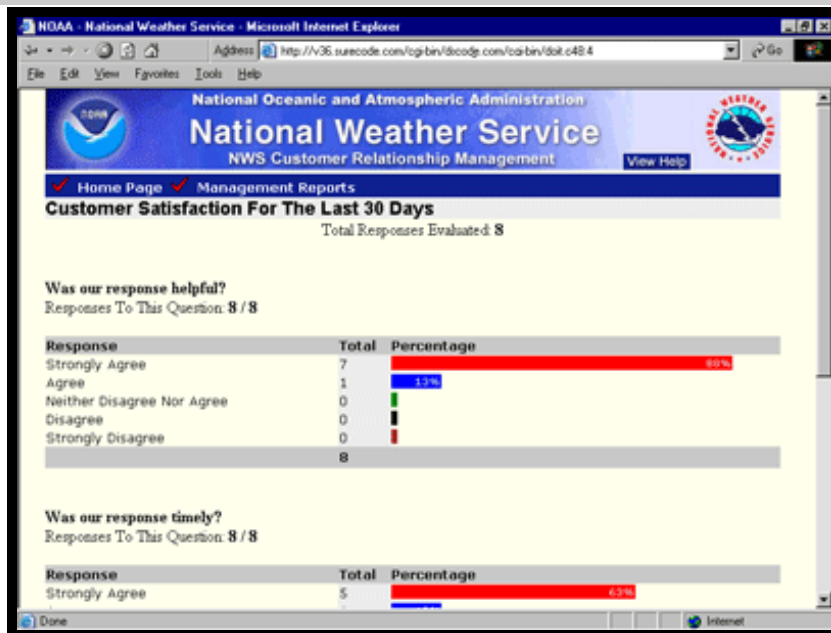 NOAA - National Weather Service - Microsoft Internet Explorer
Address http://v36.surecode.com/cgi-bin/docode.com/cgi-bin/doit.c48:4 Go
File Edit View Favorites Tools Help
National Oceanic and Atmospheric Administration
NOAA
National Weather Service
NWS Customer Relationship Management
View Help
Home Page Management Reports
Customer Satisfaction For The Last 30 Days
Total Responses Evaluated: 8
Was our response helpful?
Responses To This Question: 8 / 8
Response Total Percentage
Strongly Agree 7 88%
Agree 1 13%
Neither Disagree Nor Agree 0
Disagree 0
Strongly Disagree 0
8
Was our response timely?
Responses To This Question: 8 / 8
Response Total Percentage
Strongly Agree 5 63%
Done Internet